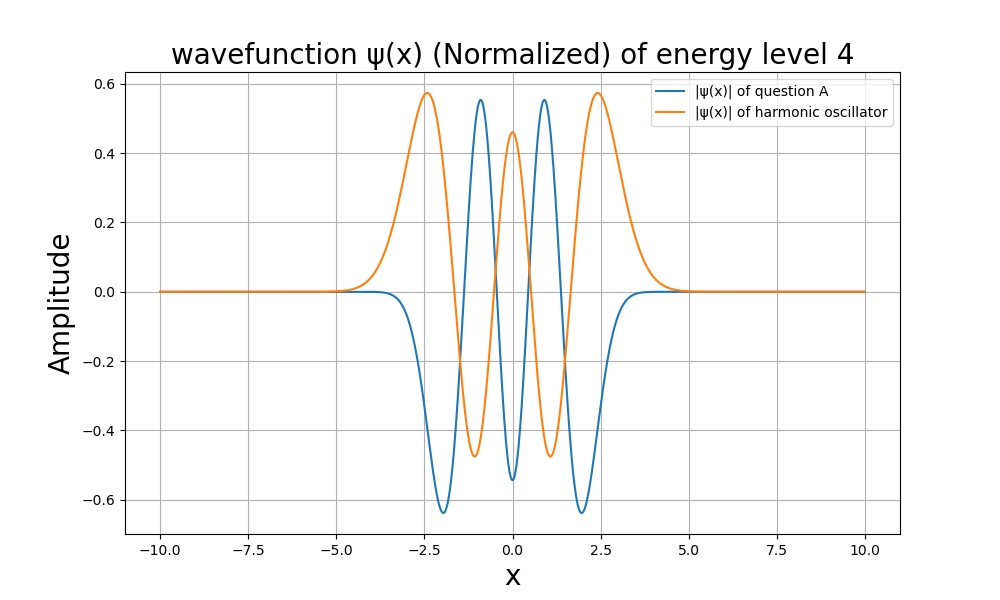 wavefunction ψ(x) (Normalized) of energy level 4
|ψ(x)| of question A
|ψ(x)| of harmonic oscillator
Amplitude
0.6
0.4
0.2
0.0
−0.2
−0.4
−0.6
−10.0 −7.5 −5.0 −2.5 0.0 2.5 5.0 7.5 10.0
x